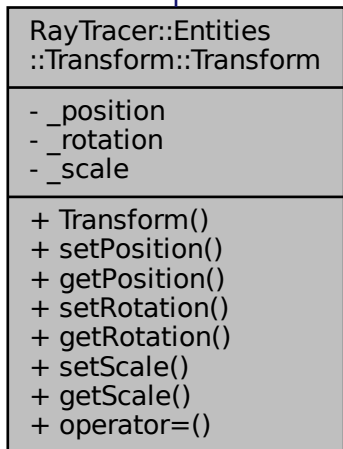 RayTracer::Entities
::Transform::Transform
- _position
- _rotation
- _scale
+ Transform()
+ setPosition()
+ getPosition()
+ setRotation()
+ getRotation()
+ setScale()
+ getScale()
+ operator=()